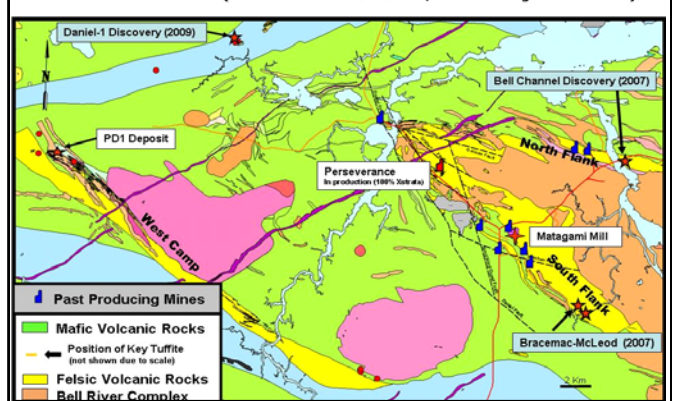 Daniel-1 Discovery (2009)
N
Bell Channel Discovery (2007)
PD1 Deposit
North Flank
Perseverance
In production (100% Xstrata)
West Camp
Matagami Mill
South Flank
Past Producing Mines
Bracemac-McLeod (2007)
Mafic Volcanic Rocks
Position of Key Tuffite
(not shown due to scale)
Felsic Volcanic Rocks
2 Km
Bell River Complex